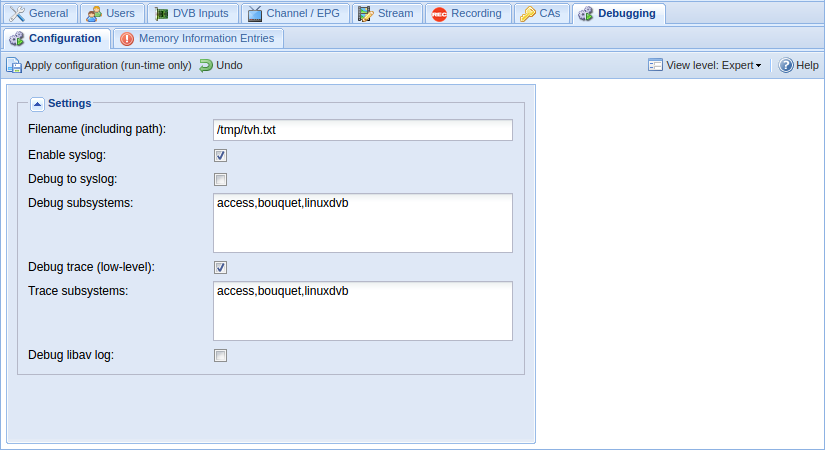 General Users DVB Inputs Channel / EPG Stream REC Recording CAs Debugging
Configuration Memory Information Entries
Apply configuration (run-time only) Undo View level: Expert Help
Settings
Filename (including path): /tmp/tvh.txt
Enable syslog:
Debug to syslog:
Debug subsystems: access,bouquet,linuxdvb
Debug trace (low-level):
Trace subsystems: access,bouquet,linuxdvb
Debug libav log: